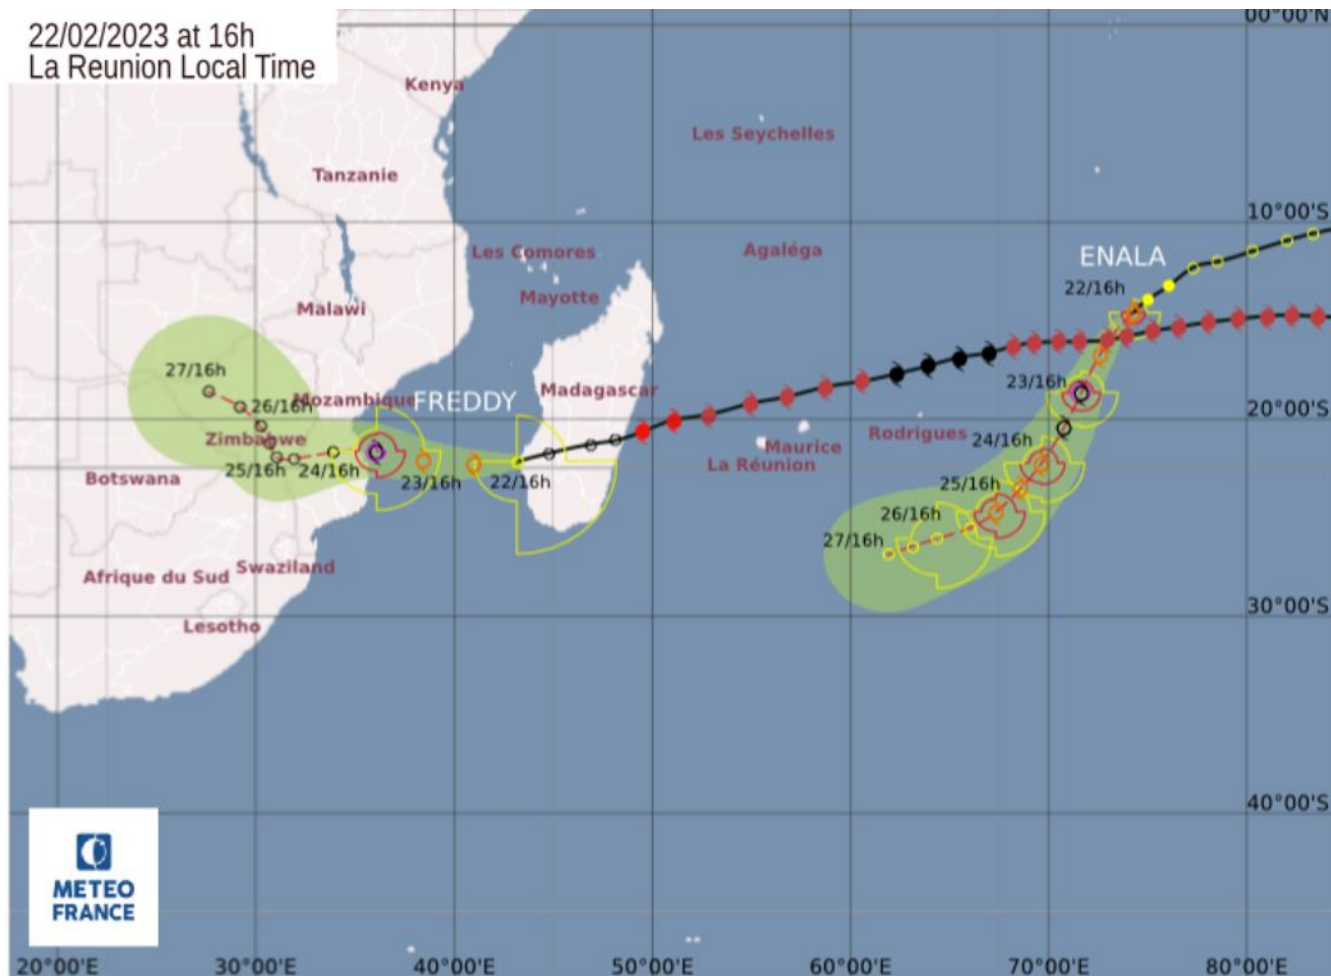 22/02/2023 at 16h
La Reunion Local Time
00°00'N
Kenya
Les Seychelles
Tanzanie
10°00'S
Les Comores
Agaléga
ENALA
Mayotte
22/16h
Malawi
27/16h
23/16h
Madagascar
26/16h
Mozambique
FREDDY
20°00'S
Zimbabwe
Rodrigues
24/16h
Maurice
La Réunion
25/16h
24/16h
Botswana
23/16h
22/16h
25/16h
26/16h
27/16h
Swaziland
Afrique du Sud
Lesotho
30°00'S
40°00'S
METEO
FRANCE
20°00'E
30°00'E
40°00'E
50°00'E
60°00'E
70°00'E
80°00'E